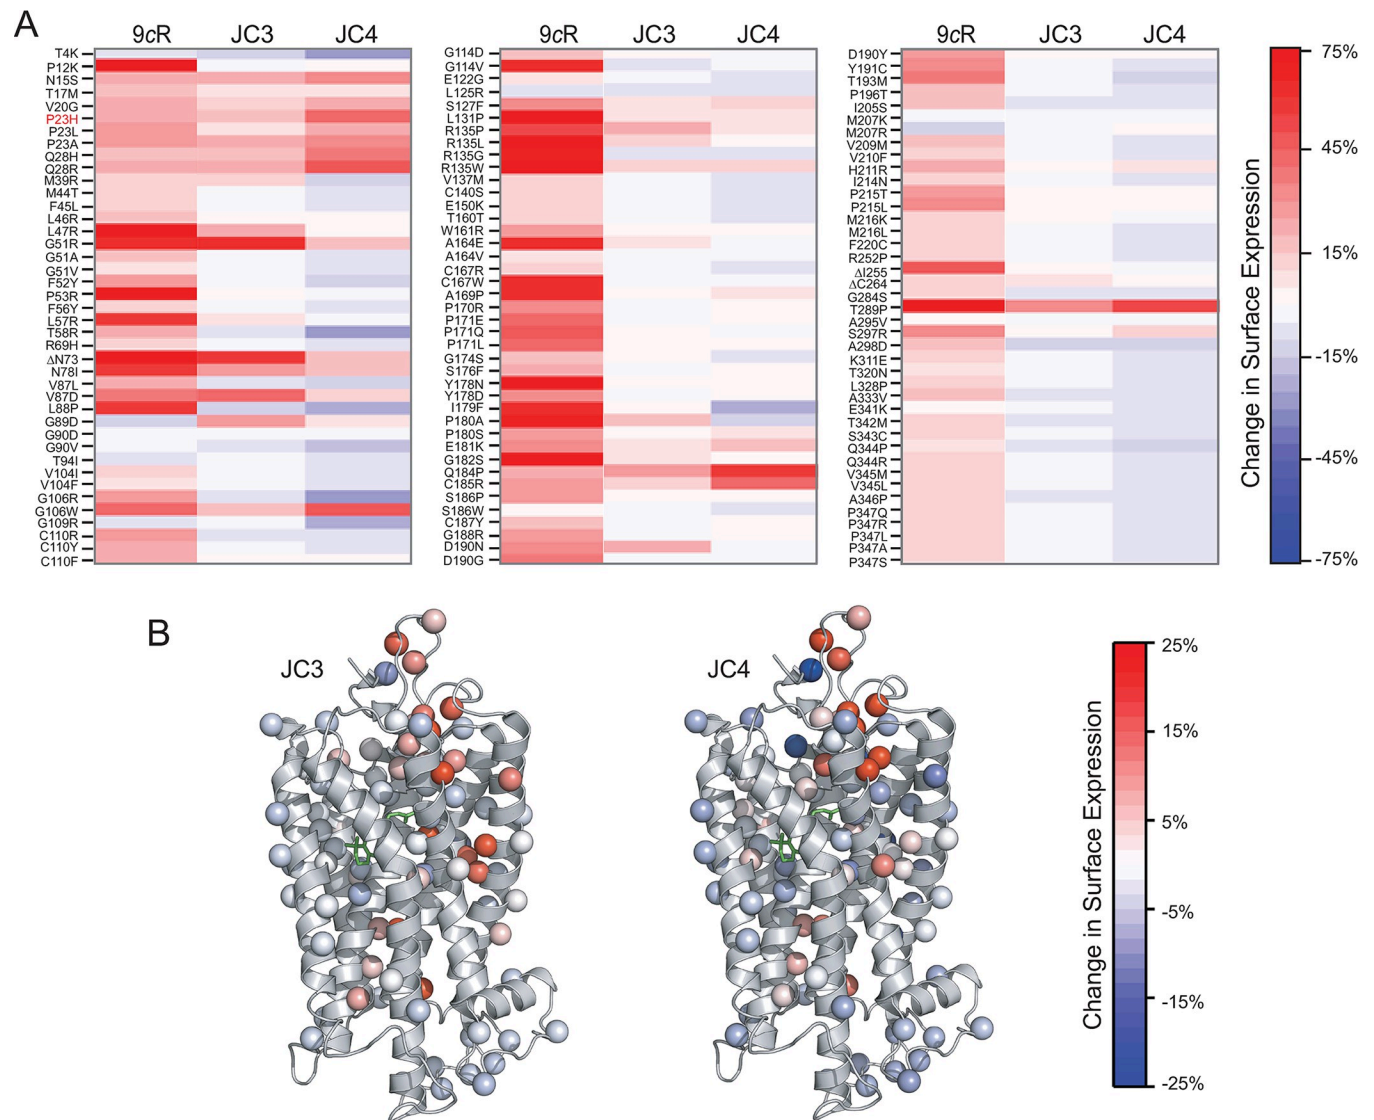 A
9cR JC3 JC4
T4K
P12K
N15S
T17M
V20G
P23H
P23L
P23A
Q28H
Q28R
M39R
M44T
F45L
L46R
L47R
G51R
G51A
G51V
F52Y
P53R
F56Y
L57R
T58R
R69H
ΔN73
N78I
V87L
V87D
L88P
G89D
G90D
G90V
T94I
V104I
V104F
G106R
G106W
G109R
C110R
C110Y
C110F
9cR JC3 JC4
G114D
G114V
E122G
L125R
S127F
L131P
R135P
R135L
R135G
R135W
V137M
C140S
E150K
T160T
W161R
A164E
A164V
C167R
C167W
A169P
P170R
P171E
P171Q
P171L
G174S
S176F
Y178N
Y178D
I179F
P180A
P180S
E181K
G182S
Q184P
C185R
S186P
S186W
C187Y
G188R
D190N
D190G
9cR JC3 JC4
D190Y
Y191C
T193M
P196T
I205S
M207K
M207R
V209M
V210F
H211R
I214N
P215T
P215L
M216K
M216L
F220C
R252P
ΔI255
ΔC264
G284S
T289P
A295V
S297R
A298D
K311E
T320N
L328P
A333V
E341K
T342M
S343C
Q344P
Q344R
V345M
V345L
A346P
P347Q
P347R
P347L
P347A
P347S
Change in Surface Expression
75%
45%
15%
-15%
-45%
-75%
B
JC3
JC4
Change in Surface Expression
25%
15%
5%
-5%
-15%
-25%